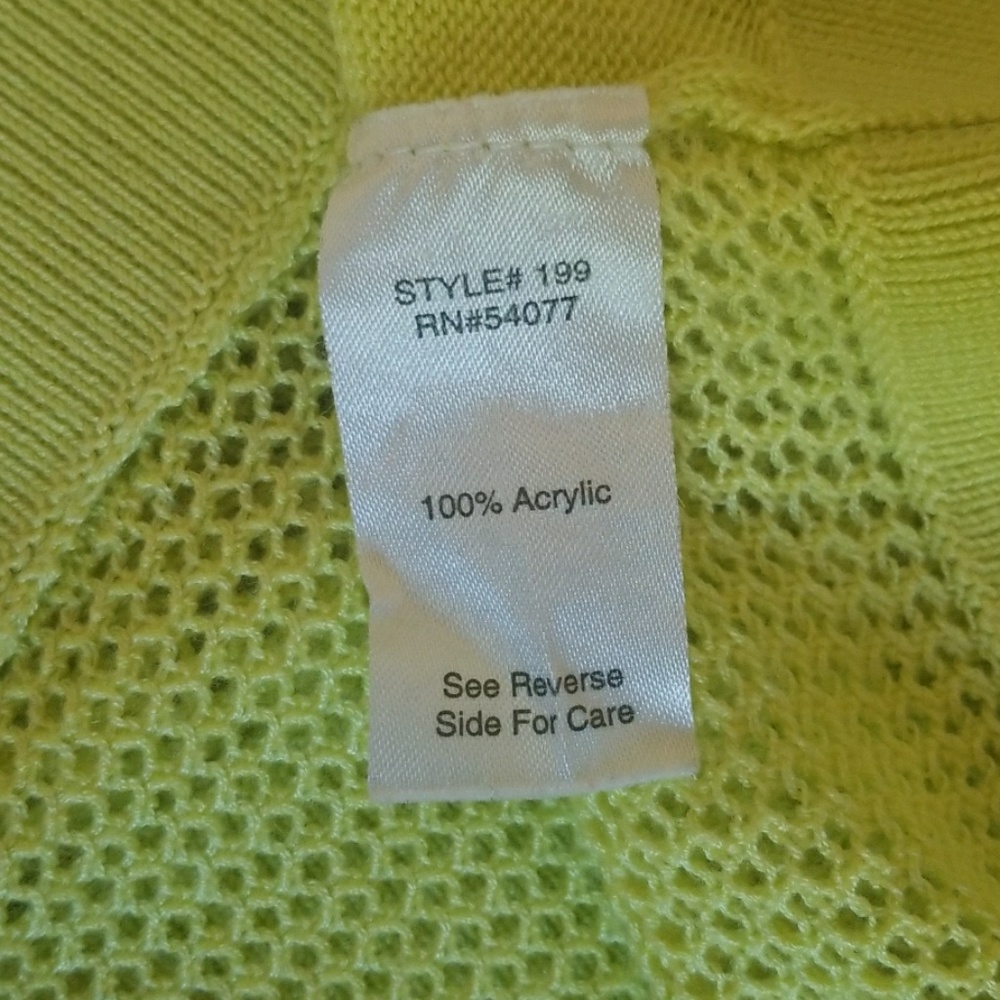 STYLE# 199
RN#54077
100% Acrylic
See Reverse
Side For Care